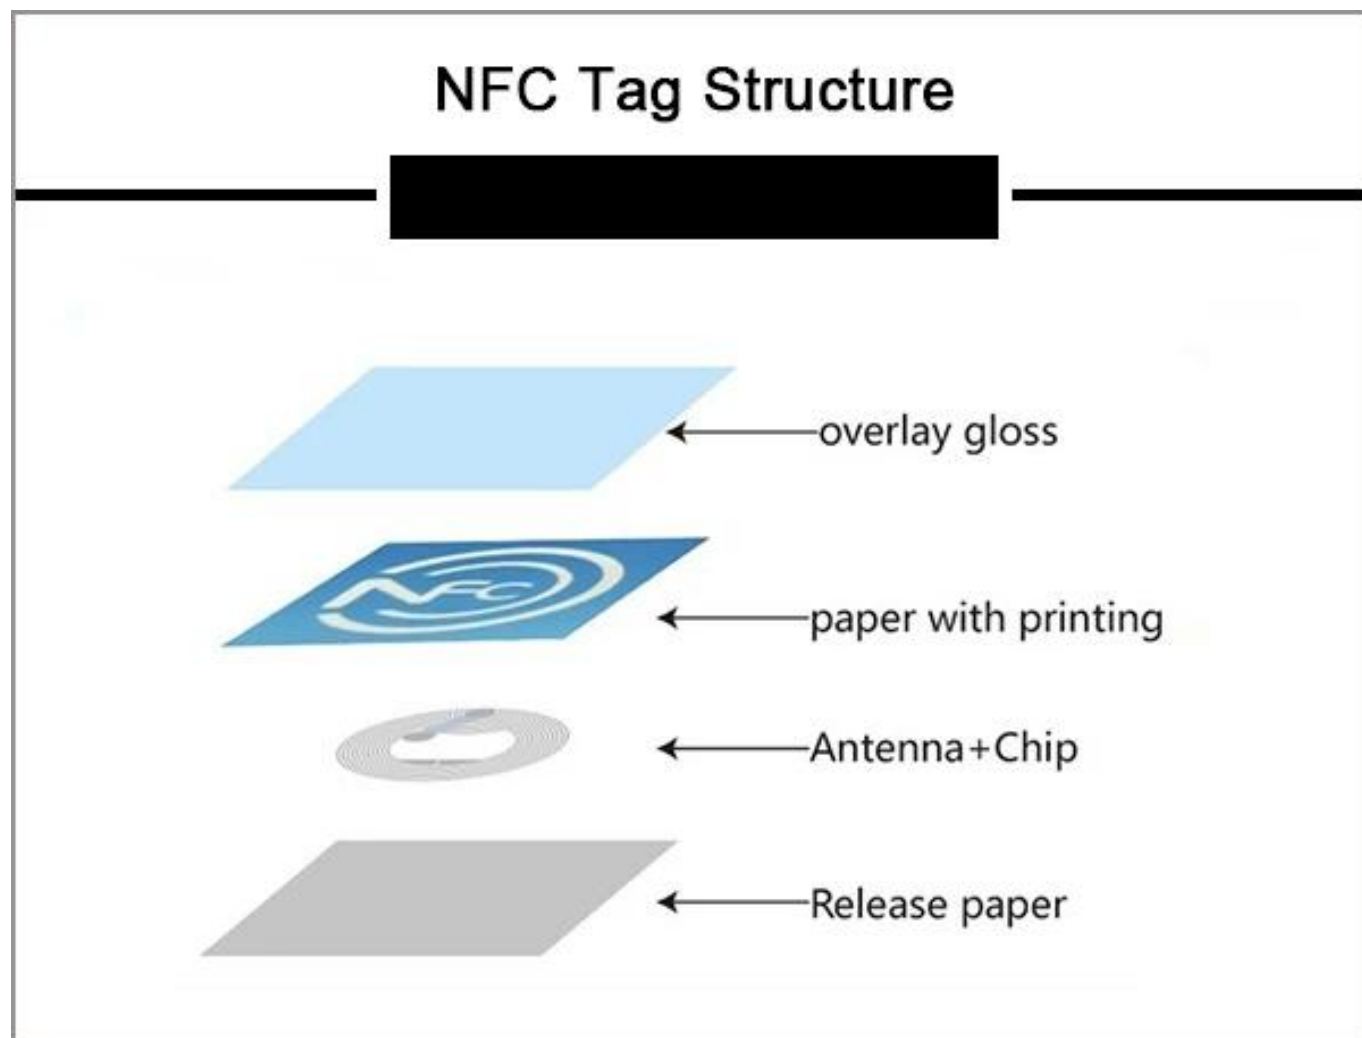 NFC Tag Structure
overlay gloss
NFC
paper with printing
Antenna+Chip
Release paper